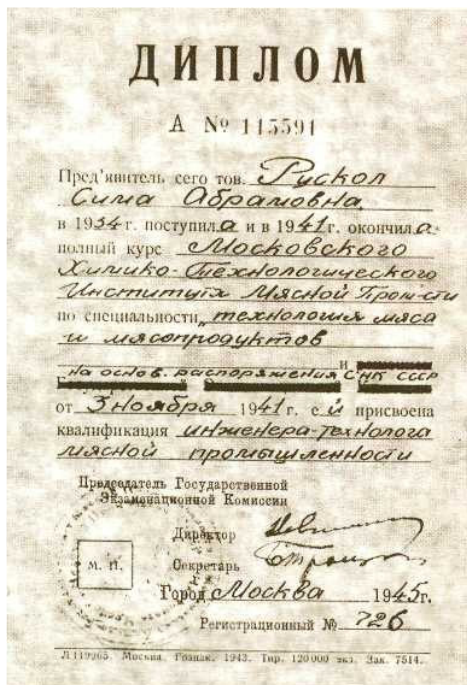 ДИПЛОМ
А № 115591
Пред'явитель сего тов. Рискол
Сима Абрамовна
в 1934 г. поступила и в 1941 г. окончила
полный курс Московского
Химико-Технологического
Института Мясной Пром-сти
по специальности „технология мяса
и мясопродуктов
и
на основ. распоряжения СНК СССР
от 3 ноября 1941 г. ей присвоена
квалификация инженера-технолога
мясной промышленности
Председатель Государственной
Экзаменационной Комиссии
Директор
Секретарь
М. П.
Город Москва 1945 г.
Регистрационный № 726
Л119965. Москва. Гознак. 1943. Тир. 120000 экз. Зак. 7514.